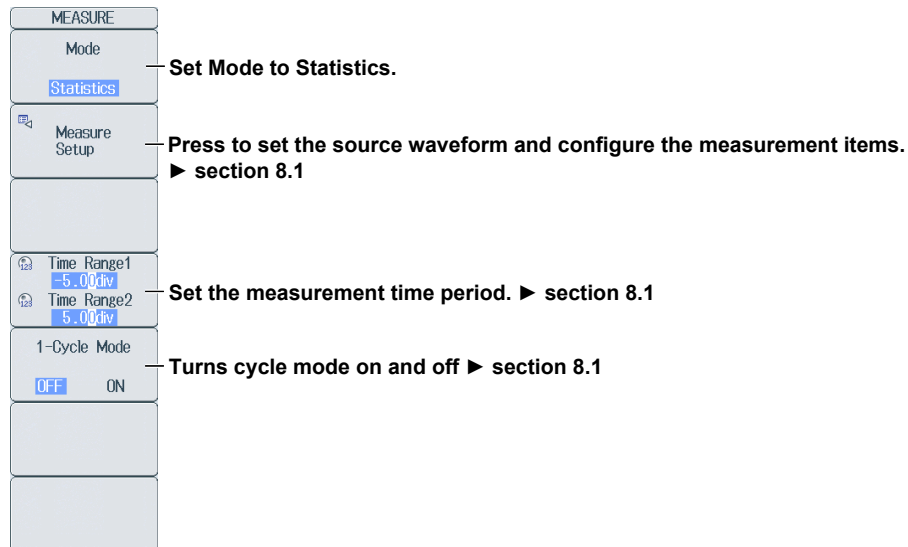 MEASURE
Mode
Statistics
Set Mode to Statistics.
Measure
Setup
Press to set the source waveform and configure the measurement items.
► section 8.1
Time Range1
-5.00div
Time Range2
5.00div
Set the measurement time period. ► section 8.1
1-Cycle Mode
OFF ON
Turns cycle mode on and off ► section 8.1